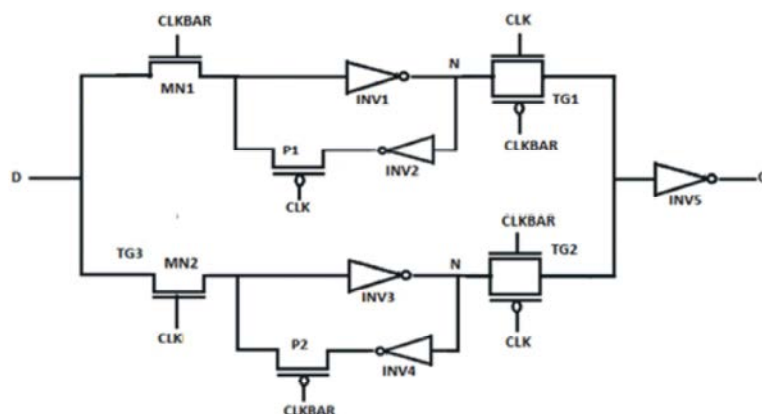 CLKBAR
CLK
MN1
N
INV1
TG1
P1
INV2
CLKBAR
CLK
D
INV5
CLKBAR
TG3
MN2
N
TG2
INV3
CLK
P2
INV4
CLK
CLKBAR